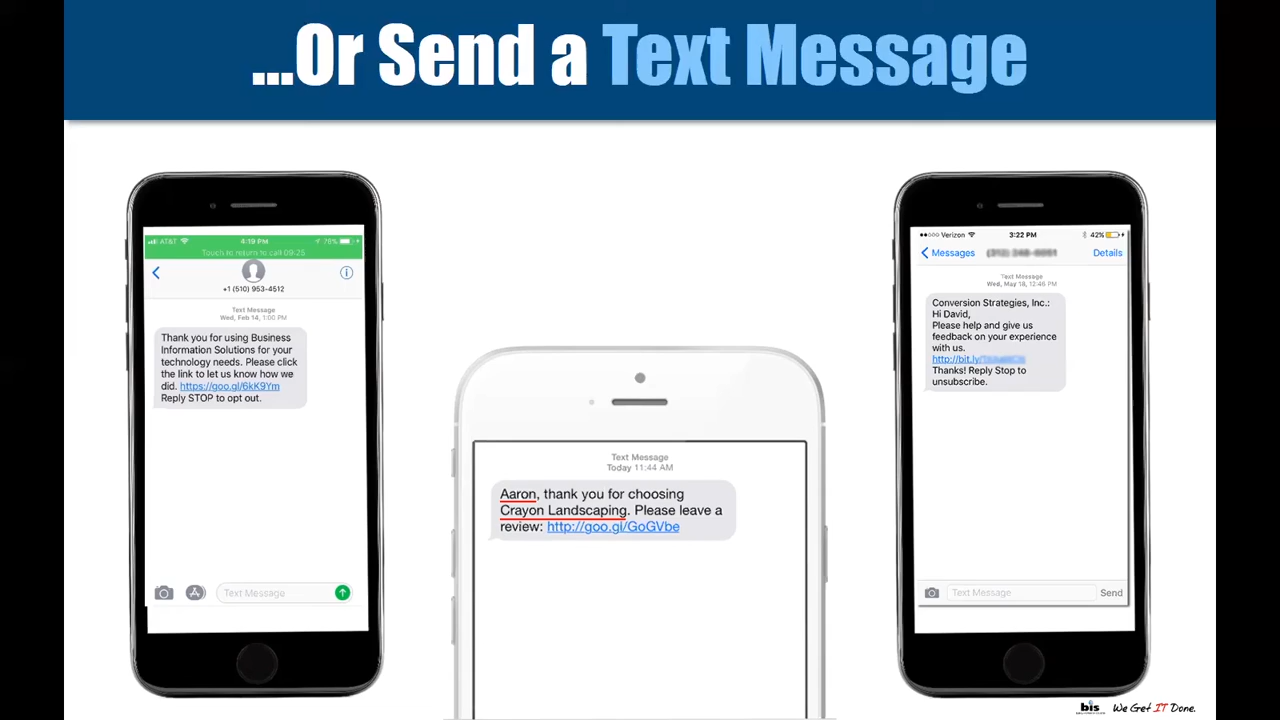 ...Or Send a Text Message
AT&T 4:19 PM 76%
Touch to return to call 09:25
+1 (510) 953-4512
Text Message
Wed, Feb 14, 1:00 PM
Thank you for using Business
Information Solutions for your
technology needs. Please click
the link to let us know how we
did. https://goo.gl/6kK9Ym
Reply STOP to opt out.
Text Message
Text Message
Today 11:44 AM
Aaron, thank you for choosing
Crayon Landscaping. Please leave a
review: http://goo.gl/GoGVbe
Verizon 3:22 PM 42%
Messages Details
Text Message
Wed, May 18, 12:46 PM
Conversion Strategies, Inc.:
Hi David,
Please help and give us
feedback on your experience
with us.
http://bit.ly/
Thanks! Reply Stop to
unsubscribe.
Text Message Send
bis We Get IT Done.